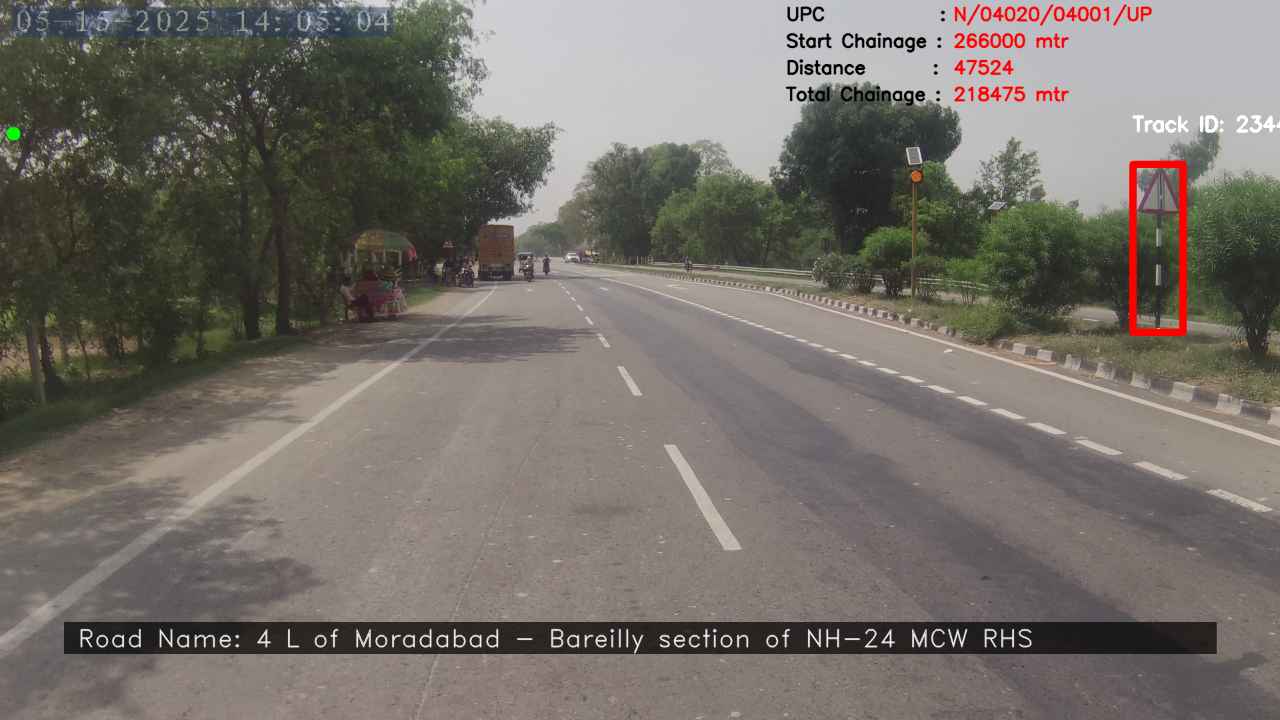 05-15-2025 14:05:04
UPC : N/04020/04001/UP
Start Chainage : 266000 mtr
Distance : 47524
Total Chainage : 218475 mtr
Track ID: 2344
Road Name: 4 L of Moradabad - Bareilly section of NH-24 MCW RHS